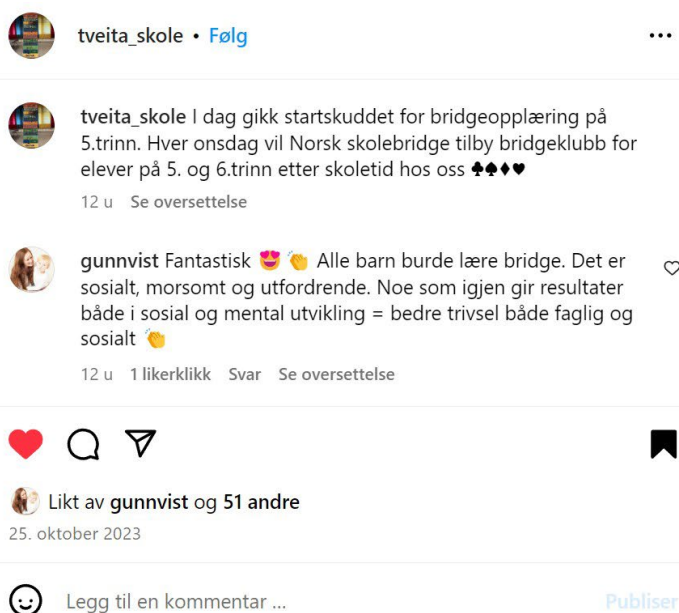 tveita_skole • Følg
tveita_skole I dag gikk startskuddet for bridgeopplæring på
5.trinn. Hver onsdag vil Norsk skolebridge tilby bridgeklubb for
elever på 5. og 6.trinn etter skoletid hos oss ♣♠♦♥
12 u Se oversettelse
gunnvist Fantastisk 😍 👏 Alle barn burde lære bridge. Det er
sosialt, morsomt og utfordrende. Noe som igjen gir resultater
både i sosial og mental utvikling = bedre trivsel både faglig og
sosialt 👏
12 u 1 likerklikk Svar Se oversettelse
Likt av gunnvist og 51 andre
25. oktober 2023
Legg til en kommentar ... Publiser